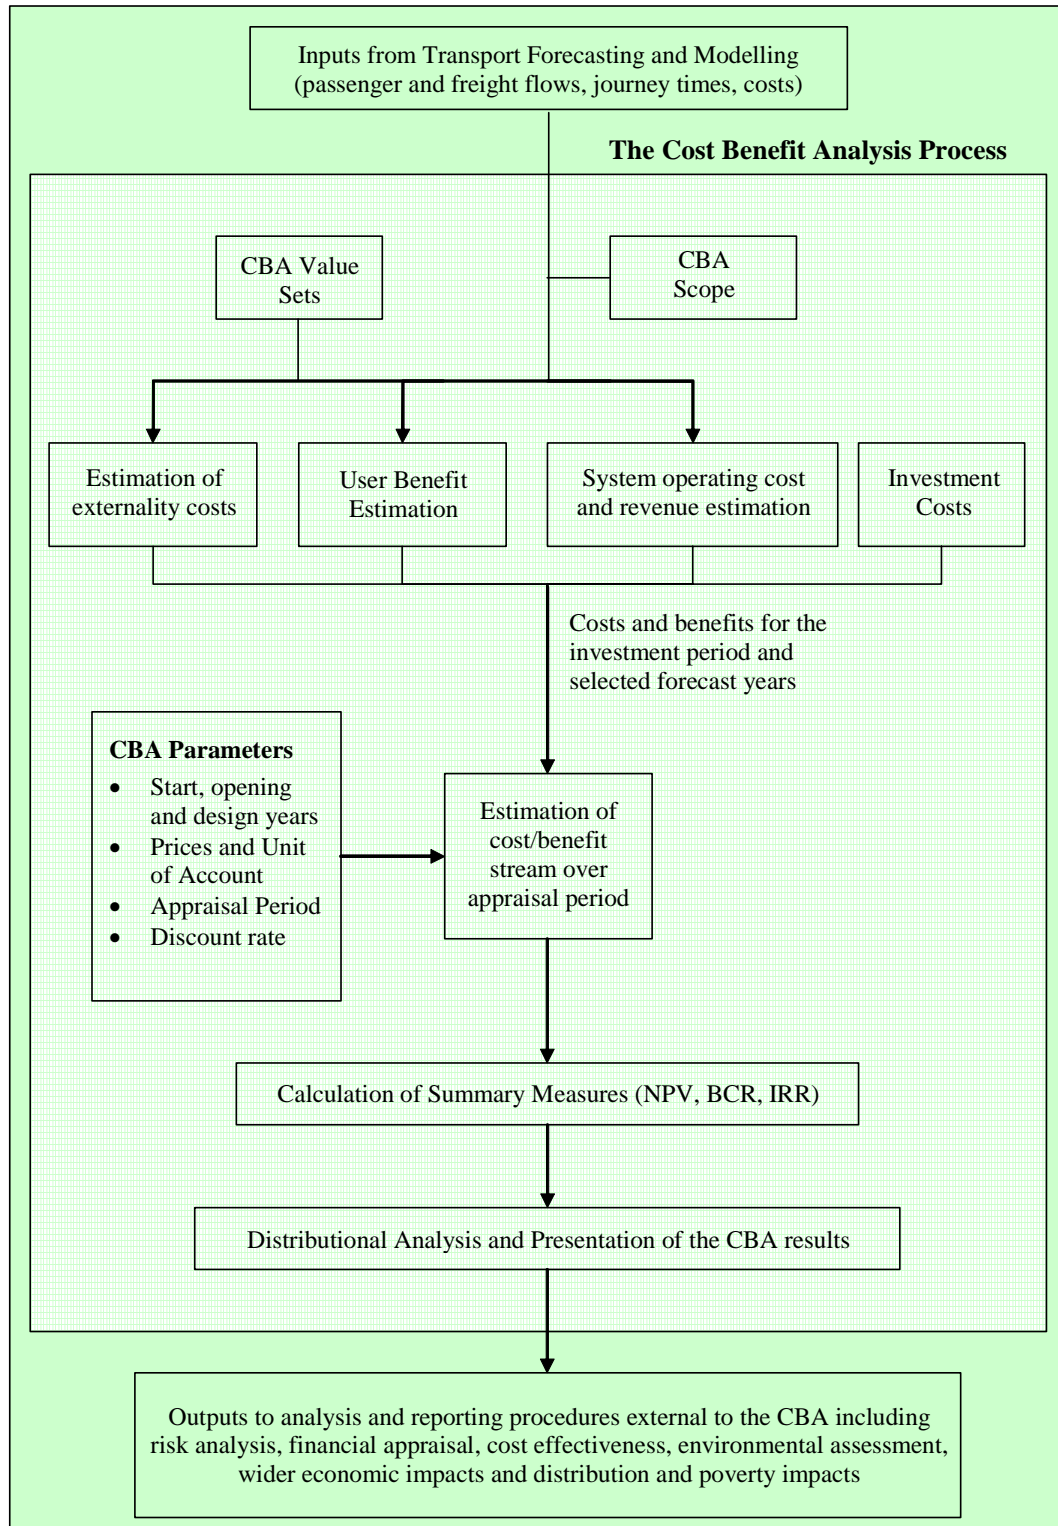 Inputs from Transport Forecasting and Modelling
(passenger and freight flows, journey times, costs)
The Cost Benefit Analysis Process
CBA Value
Sets
CBA
Scope
Estimation of
externality costs
User Benefit
Estimation
System operating cost
and revenue estimation
Investment
Costs
Costs and benefits for the
investment period and
selected forecast years
CBA Parameters
• Start, opening
and design years
• Prices and Unit
of Account
• Appraisal Period
• Discount rate
Estimation of
cost/benefit
stream over
appraisal period
Calculation of Summary Measures (NPV, BCR, IRR)
Distributional Analysis and Presentation of the CBA results
Outputs to analysis and reporting procedures external to the CBA including
risk analysis, financial appraisal, cost effectiveness, environmental assessment,
wider economic impacts and distribution and poverty impacts